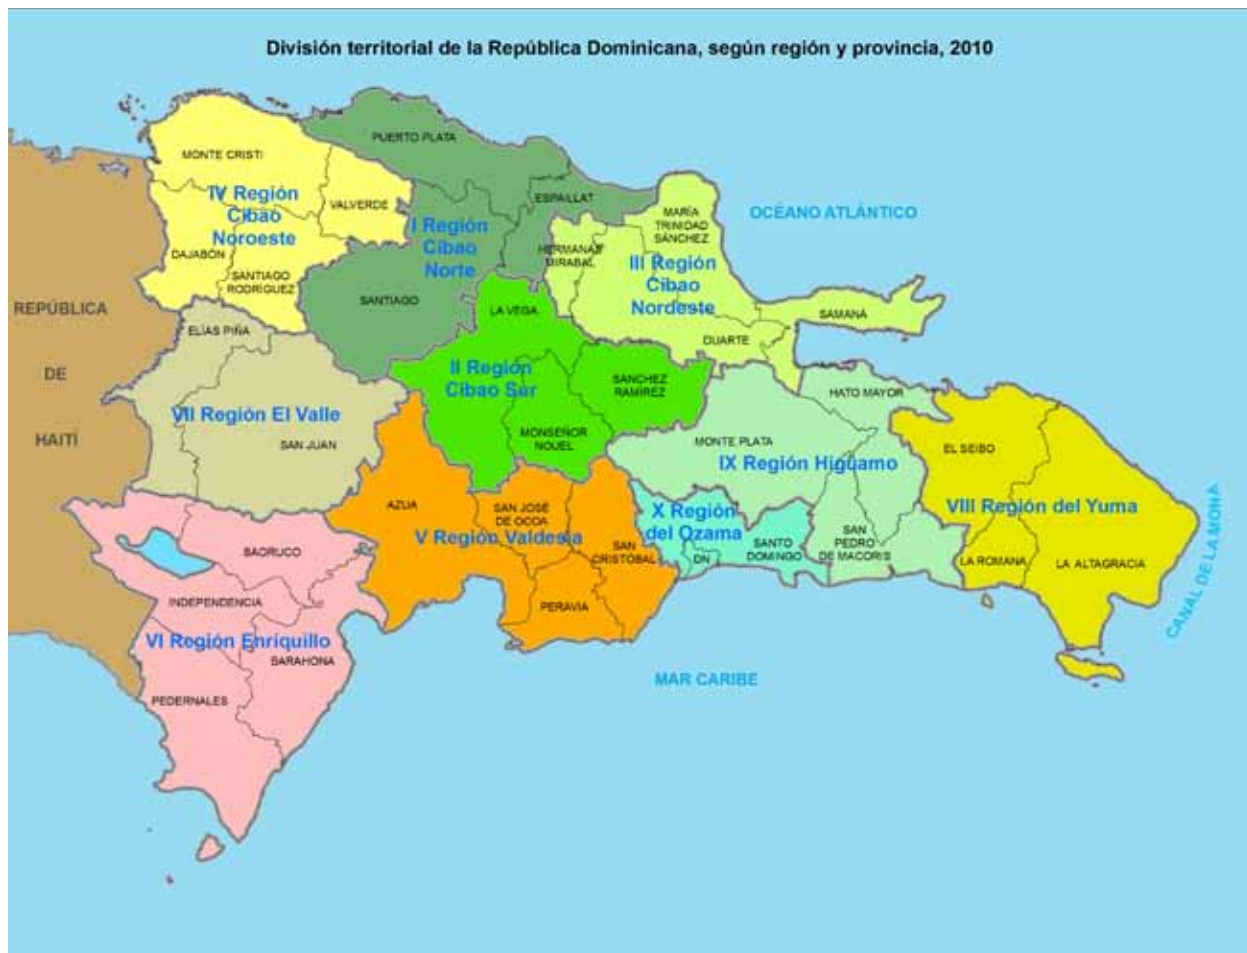 División territorial de la República Dominicana, según región y provincia, 2010
PUERTO PLATA
MONTE CRISTI
IV Región
Cibao
Noroeste
VALVERDE
ESPAILLAT
I Región
Cibao
Norte
MARÍA
TRINIDAD
SÁNCHEZ
OCÉANO ATLÁNTICO
DAJABÓN
HERMANAS
MIRABAL
III Región
Cibao
Nordeste
SANTIAGO
RODRÍGUEZ
SANTIAGO
LA VEGA
SAMANÁ
REPÚBLICA
DE
HAITÍ
ELÍAS PIÑA
DUARTE
II Región
Cibao Sur
SANCHEZ
RAMÍREZ
HATO MAYOR
VII Región El Valle
SAN JUAN
MONSEÑOR
NOUEL
MONTE PLATA
IX Región Higuamo
EL SEIBO
AZUA
SAN JOSÉ
DE OCOA
V Región Valdesia
X Región
del Ozama
VIII Región del Yuma
SAN
CRISTÓBAL
DN
SANTO
DOMINGO
SAN
PEDRO
DE MACORIS
LA ROMANA
LA ALTAGRACIA
CANAL DE LA MONA
BAORUCO
INDEPENDENCIA
PERAVIA
VI Región Enriquillo
BARAHONA
PEDERNALES
MAR CARIBE